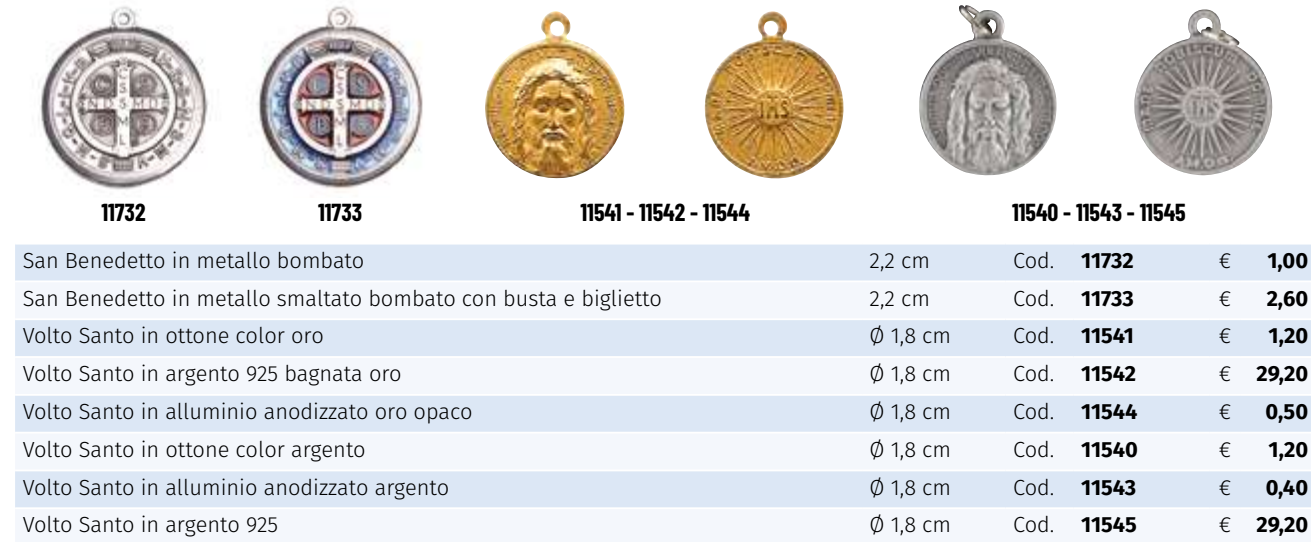 IHS
IHS
11732
11733
11541 - 11542 - 11544
11540 - 11543 - 11545
San Benedetto in metallo bombato 2,2 cm Cod. 11732 € 1,00
San Benedetto in metallo smaltato bombato con busta e biglietto 2,2 cm Cod. 11733 € 2,60
Volto Santo in ottone color oro Ø 1,8 cm Cod. 11541 € 1,20
Volto Santo in argento 925 bagnata oro Ø 1,8 cm Cod. 11542 € 29,20
Volto Santo in alluminio anodizzato oro opaco Ø 1,8 cm Cod. 11544 € 0,50
Volto Santo in ottone color argento Ø 1,8 cm Cod. 11540 € 1,20
Volto Santo in alluminio anodizzato argento Ø 1,8 cm Cod. 11543 € 0,40
Volto Santo in argento 925 Ø 1,8 cm Cod. 11545 € 29,20